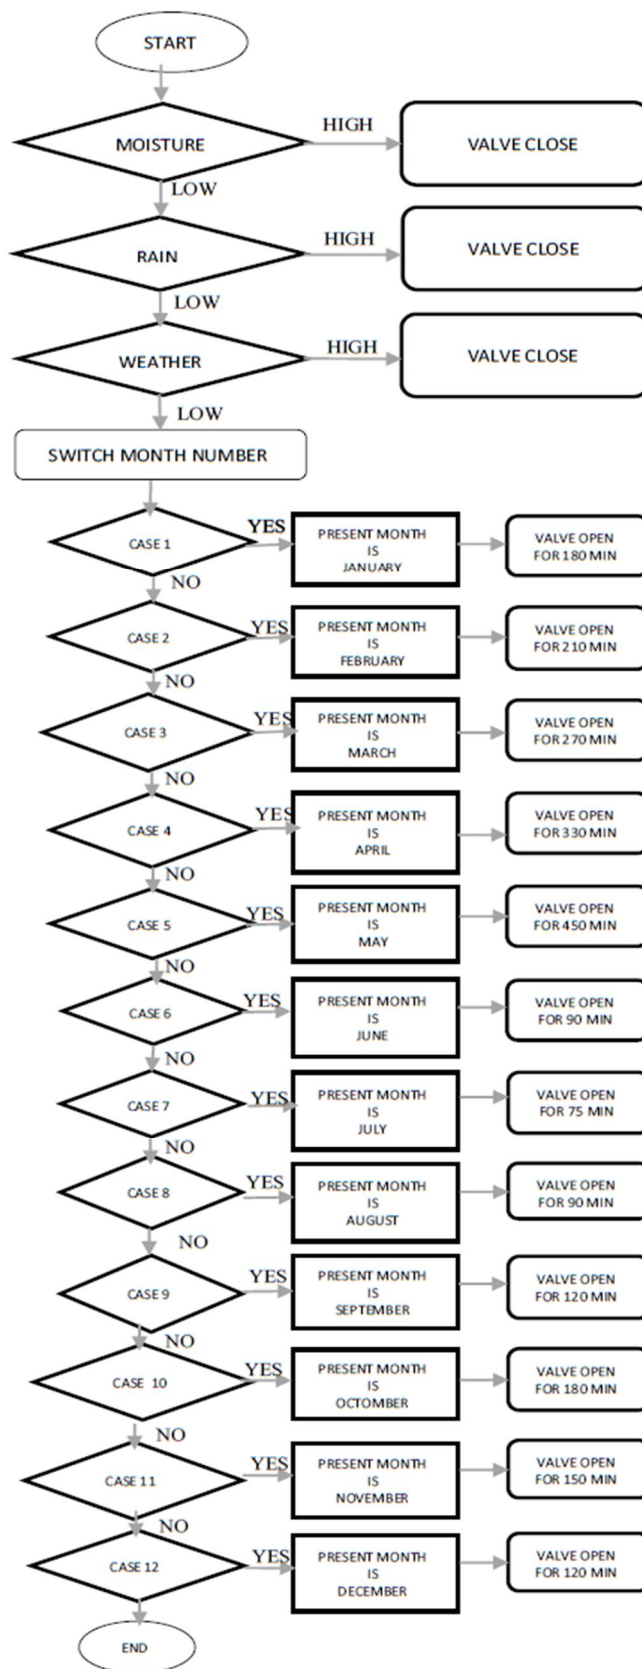 START
MOISTURE
HIGH
VALVE CLOSE
LOW
RAIN
HIGH
VALVE CLOSE
LOW
WEATHER
HIGH
VALVE CLOSE
LOW
SWITCH MONTH NUMBER
CASE 1
YES
PRESENT MONTH
IS
JANUARY
VALVE OPEN
FOR 180 MIN
NO
CASE 2
YES
PRESENT MONTH
IS
FEBRUARY
VALVE OPEN
FOR 210 MIN
NO
CASE 3
YES
PRESENT MONTH
IS
MARCH
VALVE OPEN
FOR 270 MIN
NO
CASE 4
YES
PRESENT MONTH
IS
APRIL
VALVE OPEN
FOR 330 MIN
NO
CASE 5
YES
PRESENT MONTH
IS
MAY
VALVE OPEN
FOR 450 MIN
NO
CASE 6
YES
PRESENT MONTH
IS
JUNE
VALVE OPEN
FOR 90 MIN
NO
CASE 7
YES
PRESENT MONTH
IS
JULY
VALVE OPEN
FOR 75 MIN
NO
CASE 8
YES
PRESENT MONTH
IS
AUGUST
VALVE OPEN
FOR 90 MIN
NO
CASE 9
YES
PRESENT MONTH
IS
SEPTEMBER
VALVE OPEN
FOR 120 MIN
NO
CASE 10
YES
PRESENT MONTH
IS
OCTOMBER
VALVE OPEN
FOR 180 MIN
NO
CASE 11
YES
PRESENT MONTH
IS
NOVEMBER
VALVE OPEN
FOR 150 MIN
NO
CASE 12
YES
PRESENT MONTH
IS
DECEMBER
VALVE OPEN
FOR 120 MIN
END